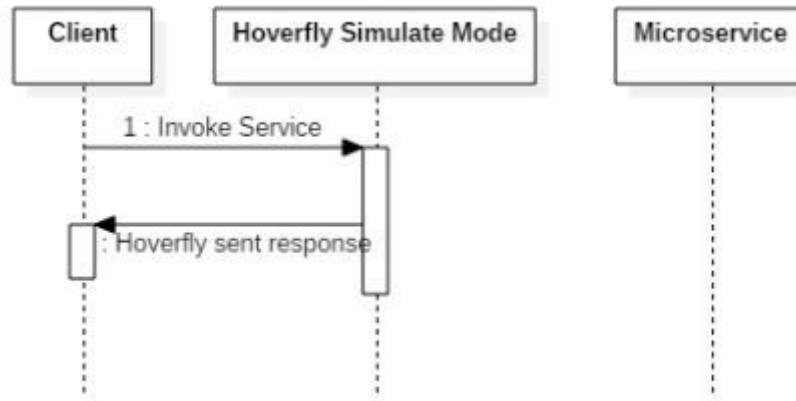 Client
Hoverfly Simulate Mode
Microservice
1 : Invoke Service
: Hoverfly sent response